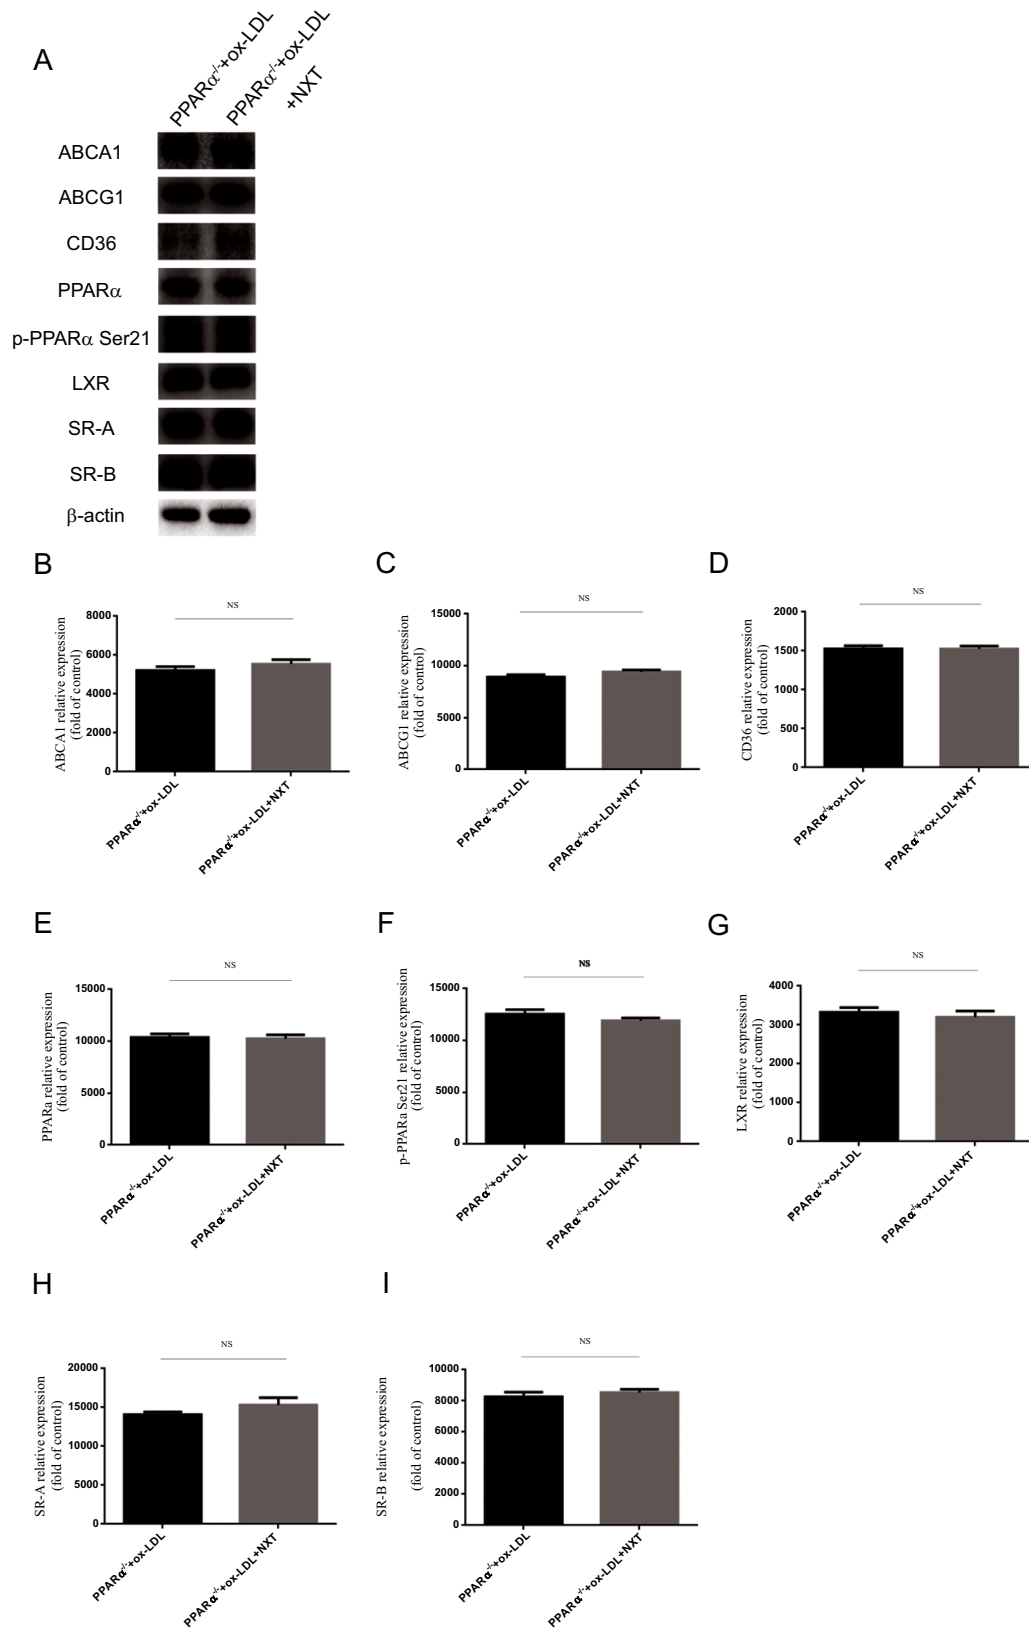 A
PPARα-/-+ox-LDL
PPARα-/-+ox-LDL
+NXT
ABCA1
ABCG1
CD36
PPARα
p-PPARα Ser21
LXR
SR-A
SR-B
β-actin
B
ABCA1 relative expression
(fold of control)
8000
6000
4000
2000
0
NS
PPARα-/-+ox-LDL
PPARα-/-+ox-LDL+NXT
C
ABCG1 relative expression
(fold of control)
15000
10000
5000
0
NS
PPARα-/-+ox-LDL
PPARα-/-+ox-LDL+NXT
D
CD36 relative expression
(fold of control)
2000
1500
1000
500
0
NS
PPARα-/-+ox-LDL
PPARα-/-+ox-LDL+NXT
E
PPARa relative expression
(fold of control)
15000
10000
5000
0
NS
PPARα-/-+ox-LDL
PPARα-/-+ox-LDL+NXT
F
p-PPARa Ser21 relative expression
(fold of control)
15000
10000
5000
0
NS
PPARα-/-+ox-LDL
PPARα-/-+ox-LDL+NXT
G
LXR relative expression
(fold of control)
4000
3000
2000
1000
0
NS
PPARα-/-+ox-LDL
PPARα-/-+ox-LDL+NXT
H
SR-A relative expression
(fold of control)
20000
15000
10000
5000
0
NS
PPARα-/-+ox-LDL
PPARα-/-+ox-LDL+NXT
I
SR-B relative expression
(fold of control)
10000
8000
6000
4000
2000
0
NS
PPARα-/-+ox-LDL
PPARα-/-+ox-LDL+NXT